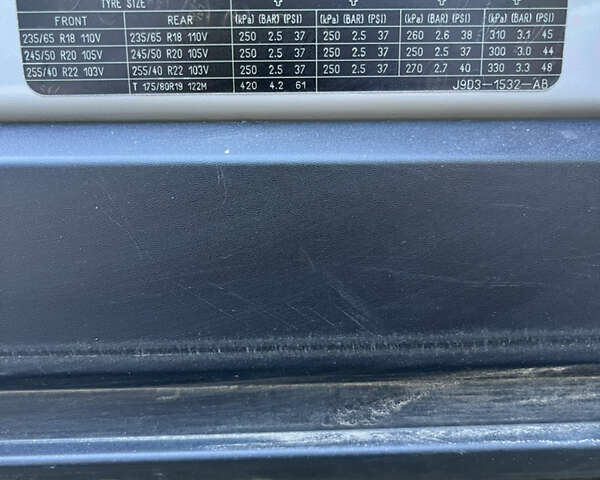 TYRE SIZE
FRONT REAR (kPa) (BAR) (PSI) (kPa) (BAR) (PSI) (kPa) (BAR) (PSI) (kPa) (BAR) (PSI)
235/65 R18 110V 235/65 R18 110V 250 2.5 37 250 2.5 37 260 2.6 38 310 3.1 45
245/50 R20 105V 245/50 R20 105V 250 2.5 37 250 2.5 37 250 2.5 37 300 3.0 44
255/40 R22 103V 255/40 R22 103V 250 2.5 37 250 2.5 37 270 2.7 40 330 3.3 48
T 175/80R19 122M 420 4.2 61 J9D3-1532-AB